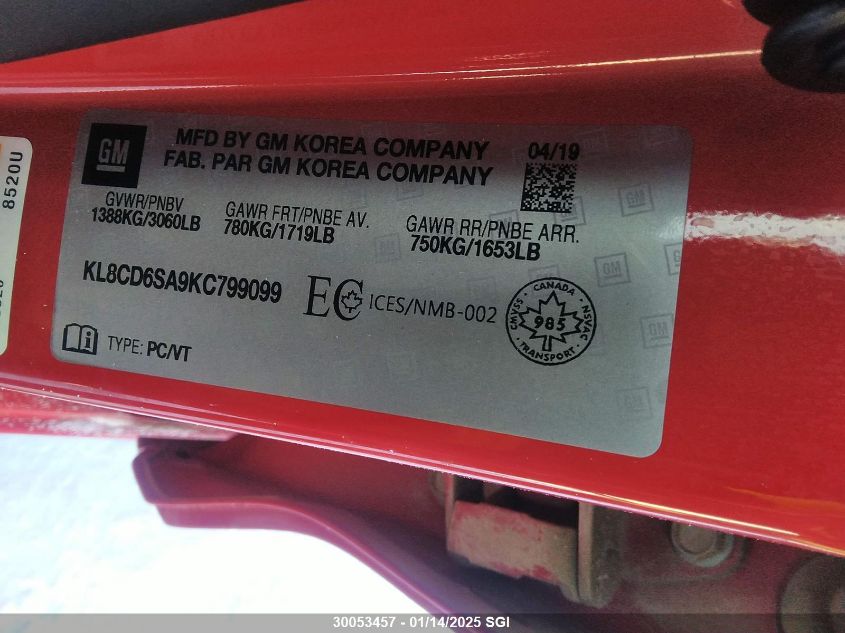 8520U
GM
MFD BY GM KOREA COMPANY
FAB. PAR GM KOREA COMPANY
04/19
GVWR/PNBV
1388KG/3060LB
GAWR FRT/PNBE AV.
780KG/1719LB
GAWR RR/PNBE ARR.
750KG/1653LB
KL8CD6SA9KC799099
EC ICES/NMB-002
CANADA
CMVSS
NSVAC
985
TRANSPORT
TYPE: PC/VT
30053457 - 01/14/2025 SGI